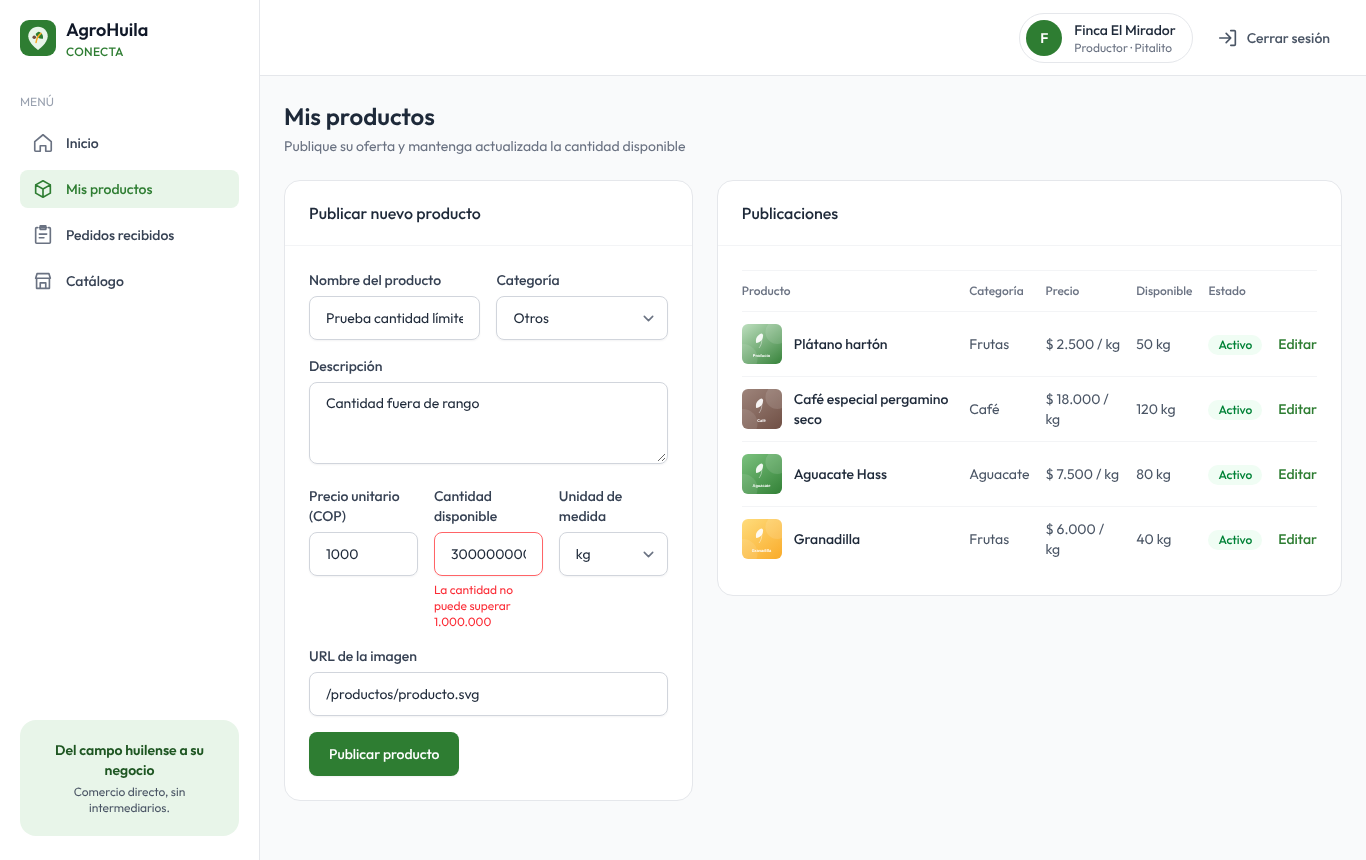 AgroHuila
CONECTA
MENÚ
Inicio
Mis productos
Pedidos recibidos
Catálogo
Del campo huilense a su
negocio
Comercio directo, sin
intermediarios.
F
Finca El Mirador
Productor · Pitalito
Cerrar sesión
Mis productos
Publique su oferta y mantenga actualizada la cantidad disponible
Publicar nuevo producto
Nombre del producto
Categoría
Prueba cantidad límite
Otros
Descripción
Cantidad fuera de rango
Precio unitario
(COP)
Cantidad
disponible
Unidad de
medida
1000
300000000
kg
La cantidad no
puede superar
1.000.000
URL de la imagen
/productos/producto.svg
Publicar producto
Publicaciones
Producto Categoría Precio Disponible Estado
Producto
Plátano hartón Frutas $ 2.500 / kg 50 kg Activo Editar
Café
Café especial pergamino
seco
Café
$ 18.000 /
kg
120 kg Activo Editar
Aguacate
Aguacate Hass Aguacate $ 7.500 / kg 80 kg Activo Editar
Granadilla
Granadilla Frutas
$ 6.000 /
kg
40 kg Activo Editar